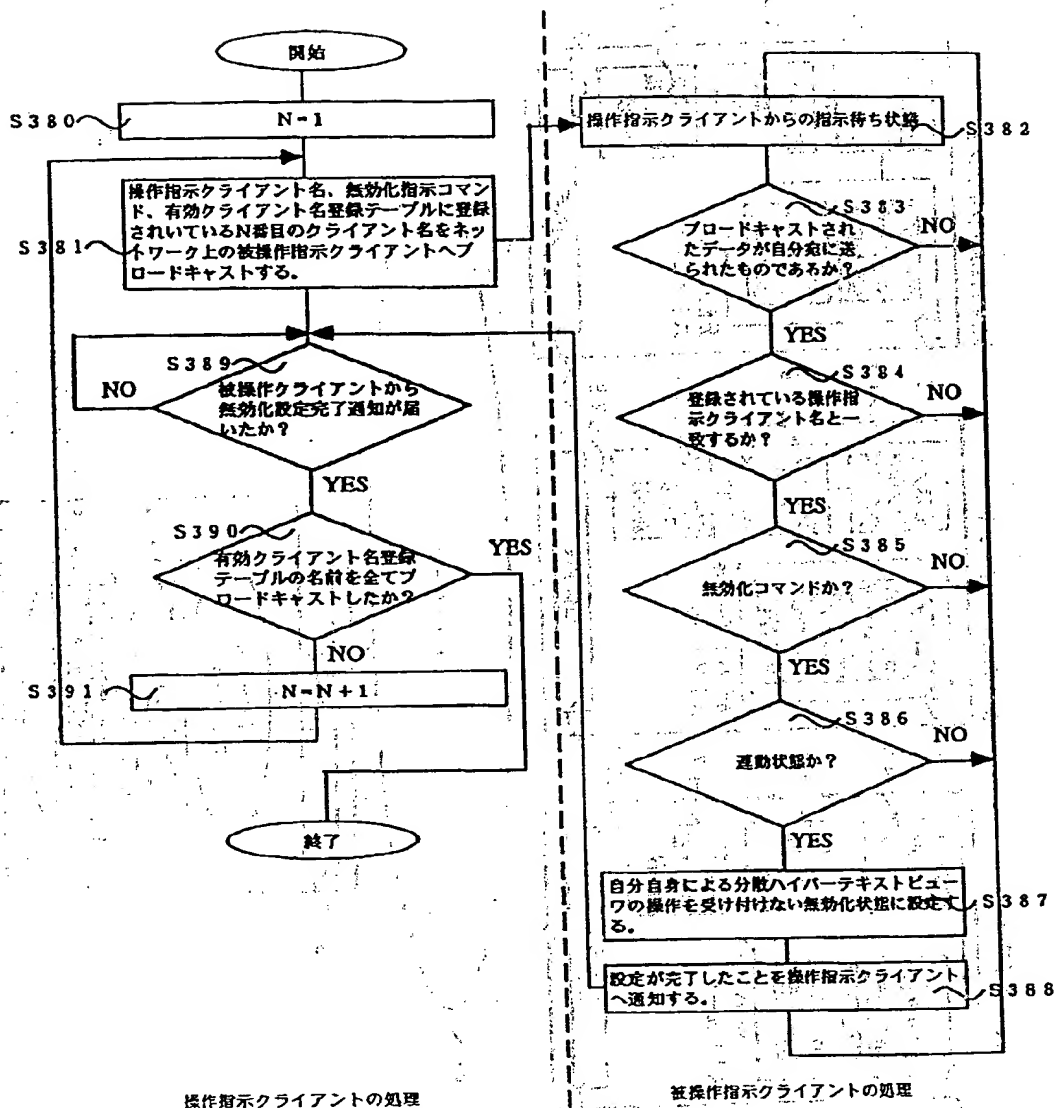 開始
S380
N=1
S381
操作指示クライアント名、無効化指示コマン
ド、有効クライアント名登録テーブルに登録
されいているN番目のクライアント名をネッ
トワーク上の被操作指示クライアントへブ
ロードキャストする。
S389
被操作クライアントから
無効化設定完了通知が届
いたか?
NO
YES
S390
有効クライアント名登録
テーブルの名前を全てブ
ロードキャストしたか?
YES
NO
S391
N=N+1
終了
操作指示クライアントの処理
操作指示クライアントからの指示待ち状態
S382
S383
ブロードキャストされ
たデータが自分宛に送
られたものであるか?
NO
YES
S384
登録されている操作指
示クライアント名と一
致するか?
NO
YES
S385
無効化コマンドか?
NO
YES
S386
連動状態か?
NO
YES
自分自身による分散ハイパーテキストビュー
ワの操作を受け付けない無効化状態に設定す
る。
S387
設定が完了したことを操作指示クライアント
へ通知する。
S388
被操作指示クライアントの処理